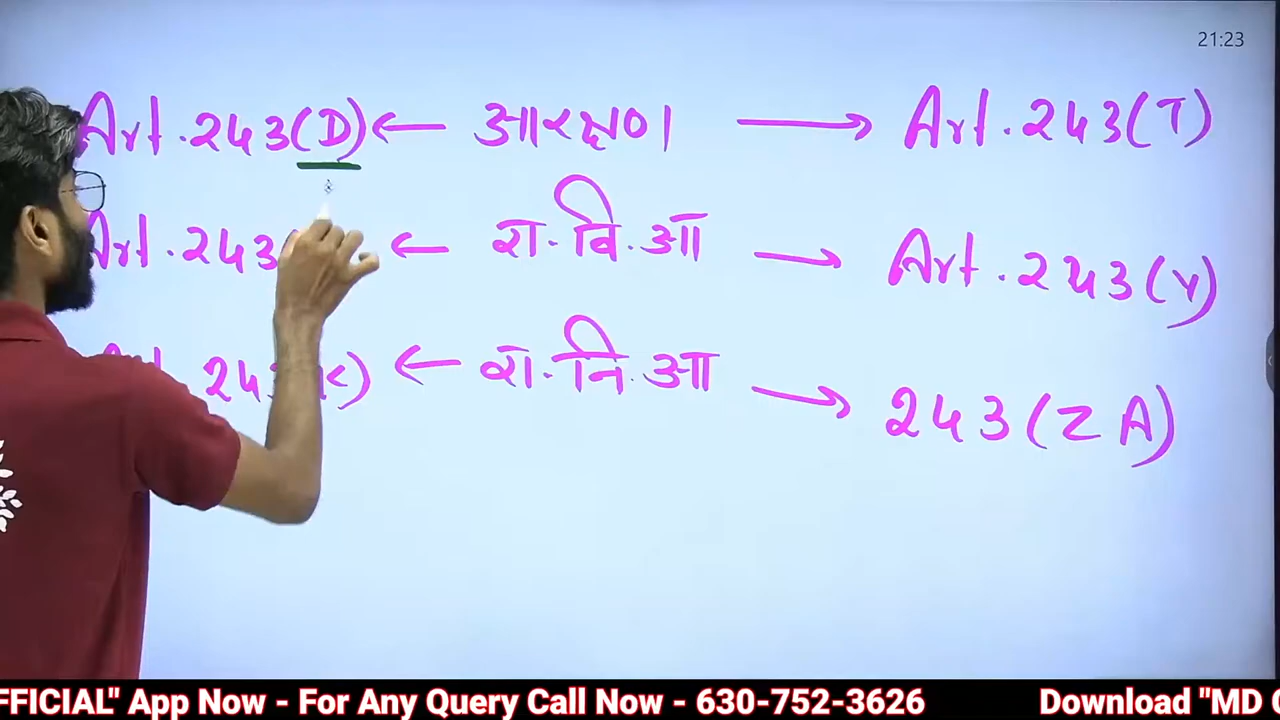 21:23
Art.243(D) ← आरक्षण → Art.243(T)
Art.243 ← रा.वि.आ → Art.243(Y)
243(K) ← रा.नि.आ → 243(ZA)
FFICIAL" App Now - For Any Query Call Now - 630-752-3626 Download "MD